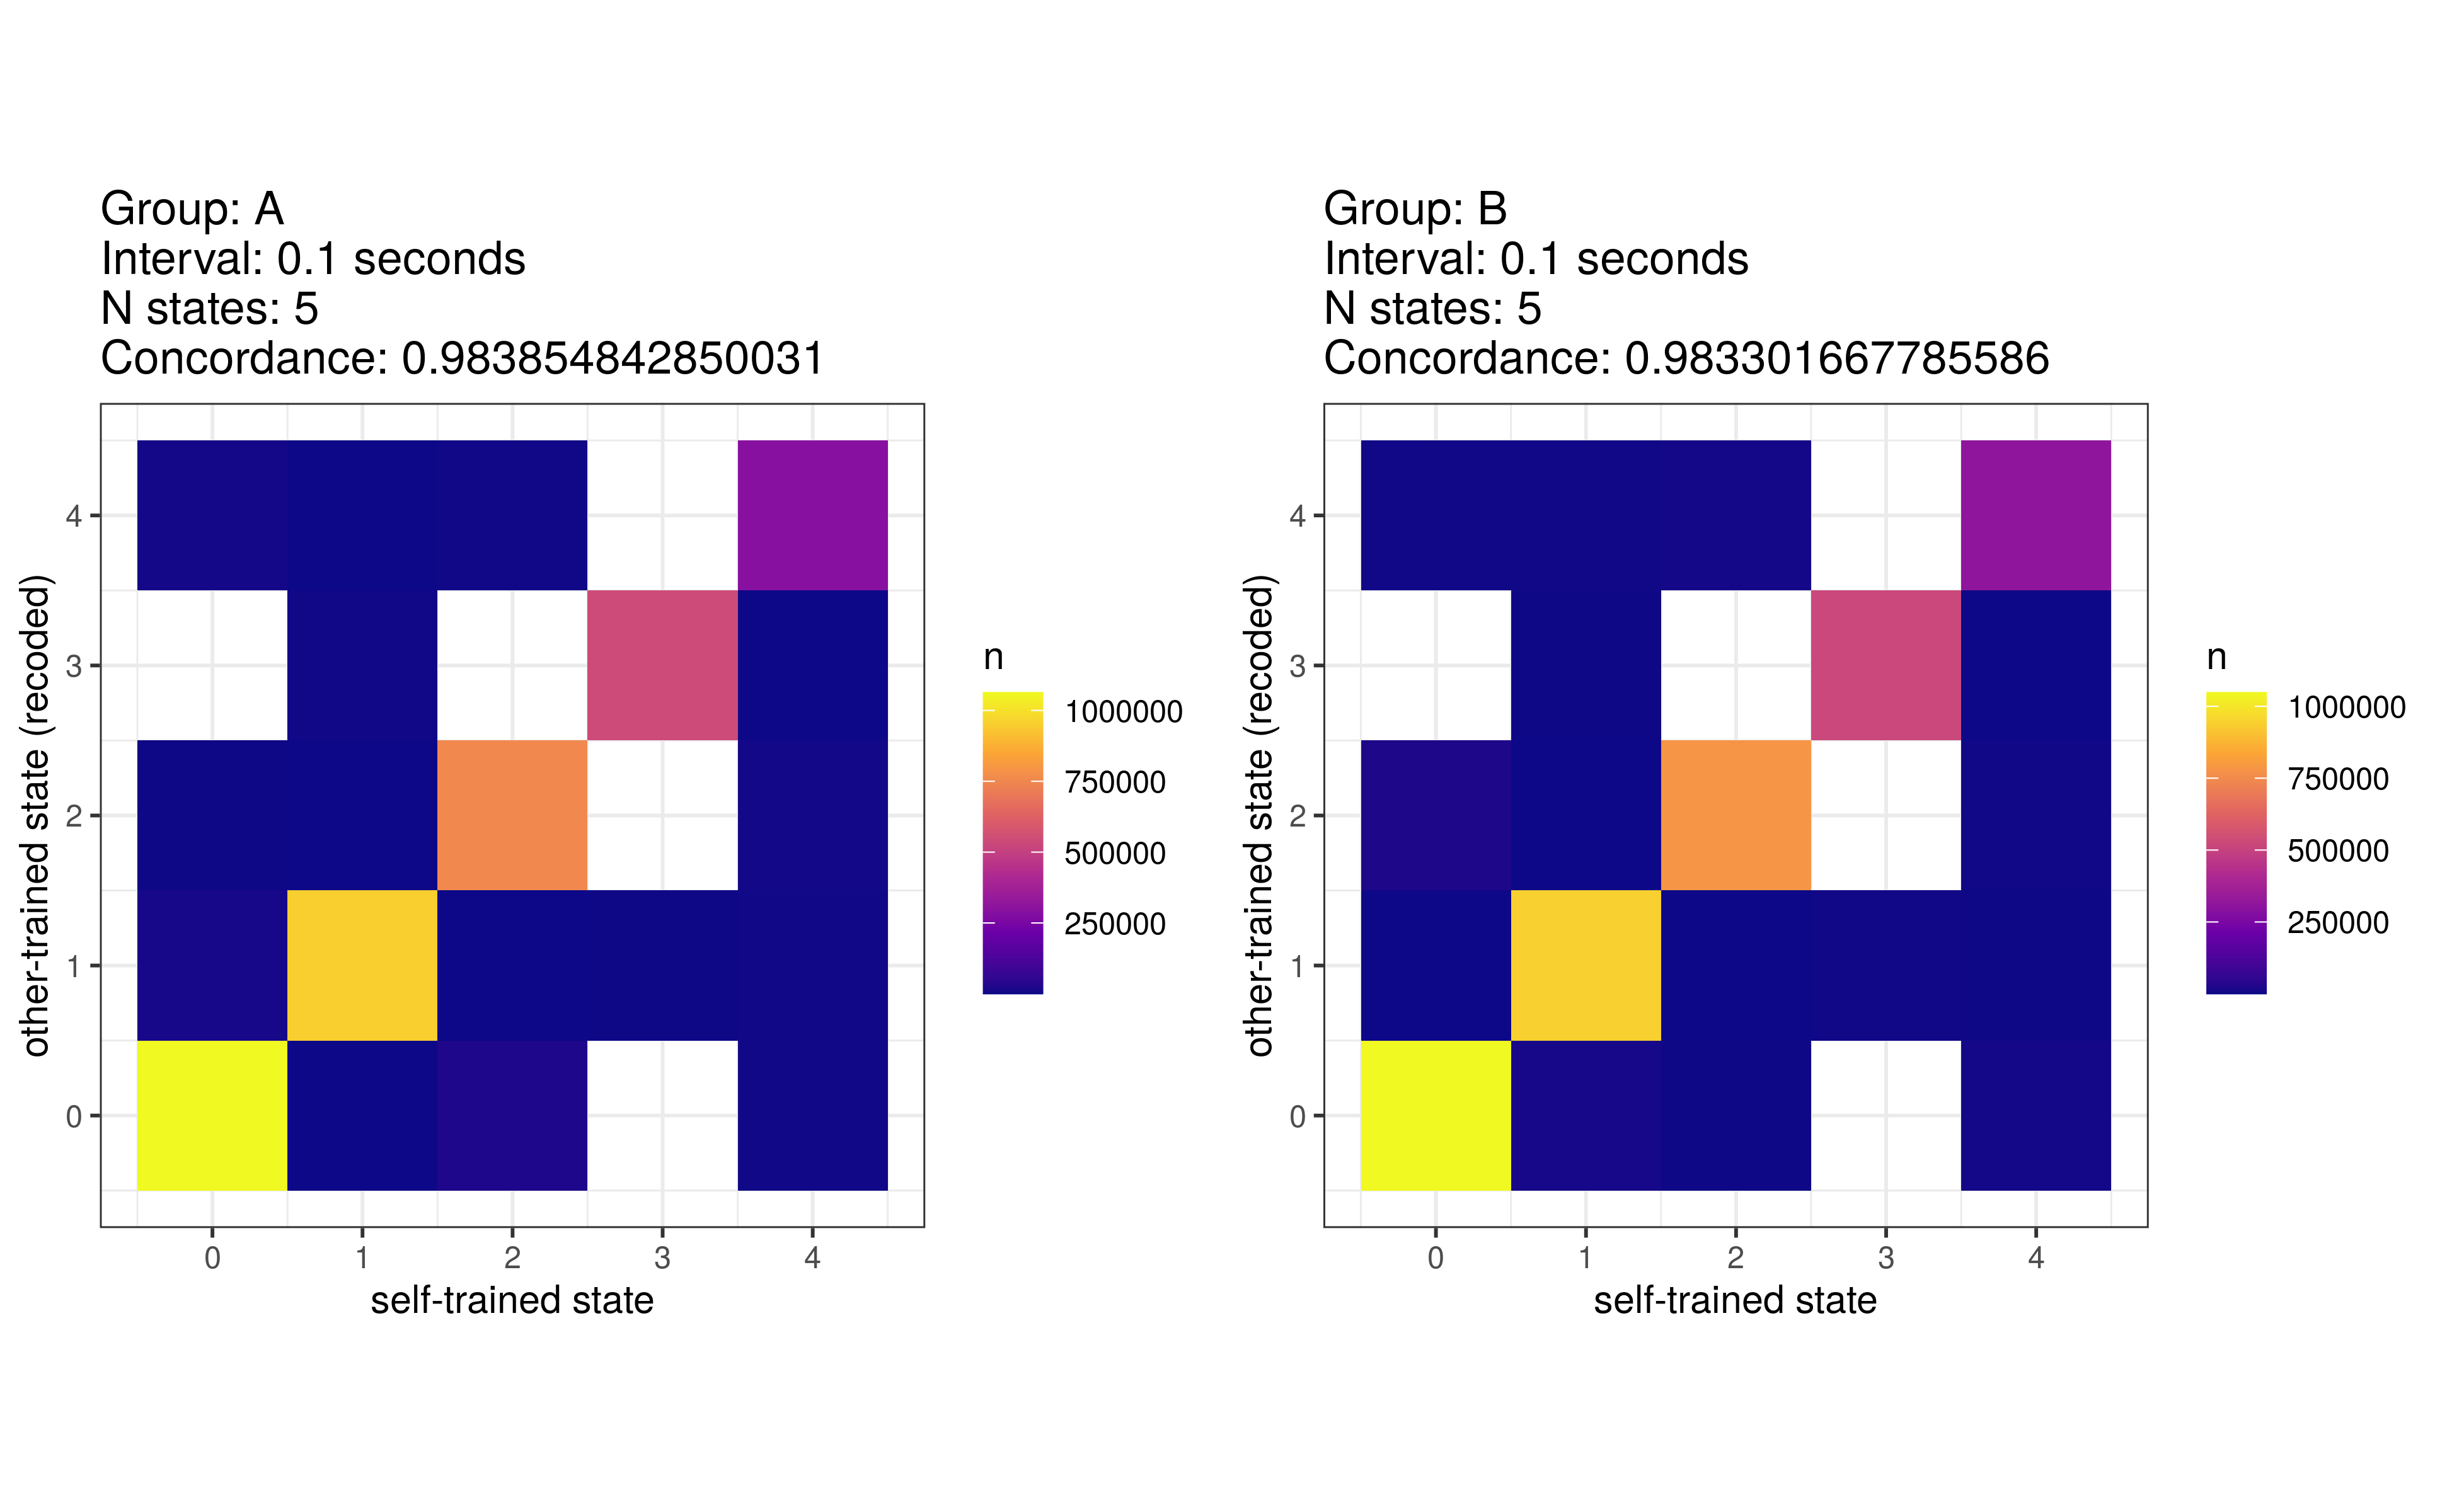 Group: A
Interval: 0.1 seconds
N states: 5
Concordance: 0.983854842850031
other-trained state (recoded)
4
3
2
1
0
0 1 2 3 4
self-trained state
n
1000000
750000
500000
250000
Group: B
Interval: 0.1 seconds
N states: 5
Concordance: 0.983301667785586
other-trained state (recoded)
4
3
2
1
0
0 1 2 3 4
self-trained state
n
1000000
750000
500000
250000